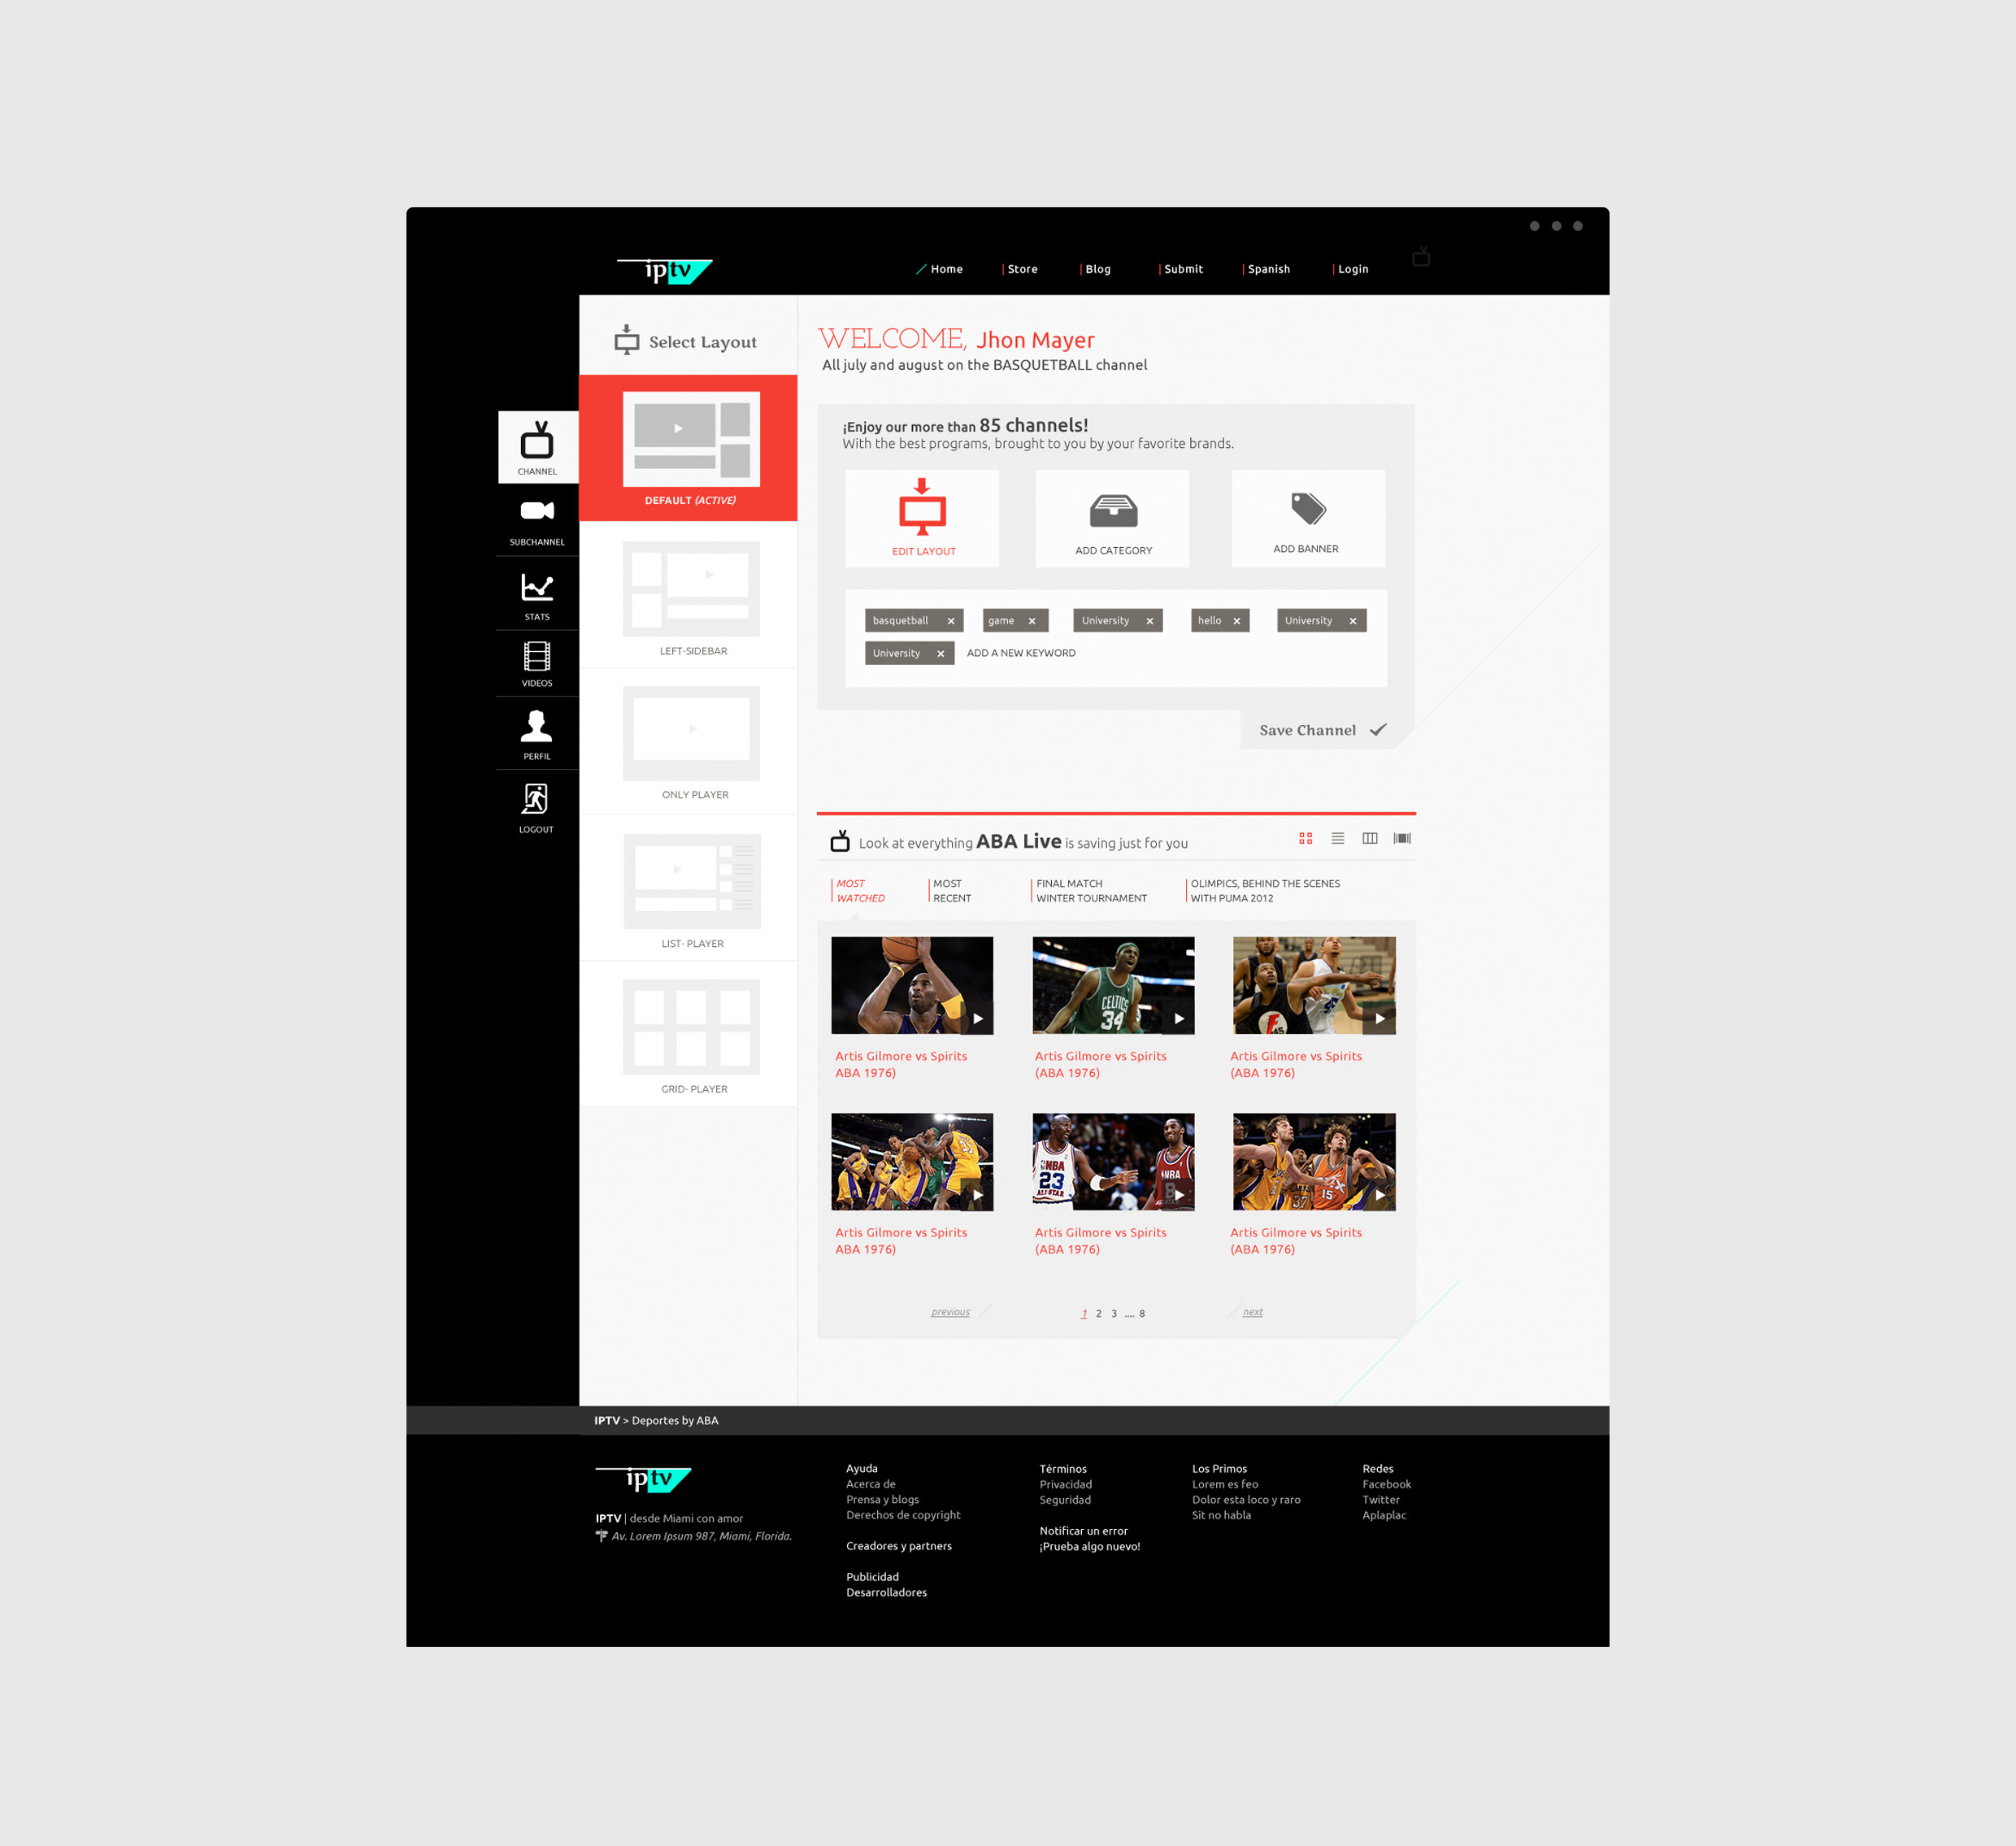 iptv
Home
Store
Blog
Submit
Spanish
Login
Select Layout
DEFAULT (ACTIVE)
LEFT-SIDEBAR
ONLY PLAYER
LIST- PLAYER
GRID- PLAYER
CHANNEL
SUBCHANNEL
STATS
VIDEOS
PERFIL
LOGOUT
WELCOME, Jhon Mayer
All july and august on the BASQUETBALL channel
¡Enjoy our more than 85 channels!
With the best programs, brought to you by your favorite brands.
EDIT LAYOUT
ADD CATEGORY
ADD BANNER
basquetball ×
game ×
University ×
hello ×
University ×
University ×
ADD A NEW KEYWORD
Save Channel
Look at everything ABA Live is saving just for you
MOST
WATCHED
MOST
RECENT
FINAL MATCH
WINTER TOURNAMENT
OLIMPICS, BEHIND THE SCENES
WITH PUMA 2012
CELTICS
34
Artis Gilmore vs Spirits
ABA 1976)
Artis Gilmore vs Spirits
(ABA 1976)
Artis Gilmore vs Spirits
(ABA 1976)
NBA
23
ALL STAR
NBA
8
37
15
Artis Gilmore vs Spirits
ABA 1976)
Artis Gilmore vs Spirits
(ABA 1976)
Artis Gilmore vs Spirits
(ABA 1976)
previous
1 2 3 .... 8
next
IPTV > Deportes by ABA
iptv
IPTV | desde Miami con amor
Av. Lorem Ipsum 987, Miami, Florida.
Ayuda
Acerca de
Prensa y blogs
Derechos de copyright
Creadores y partners
Publicidad
Desarrolladores
Términos
Privacidad
Seguridad
Notificar un error
¡Prueba algo nuevo!
Los Primos
Lorem es feo
Dolor esta loco y raro
Sit no habla
Redes
Facebook
Twitter
Aplaplac